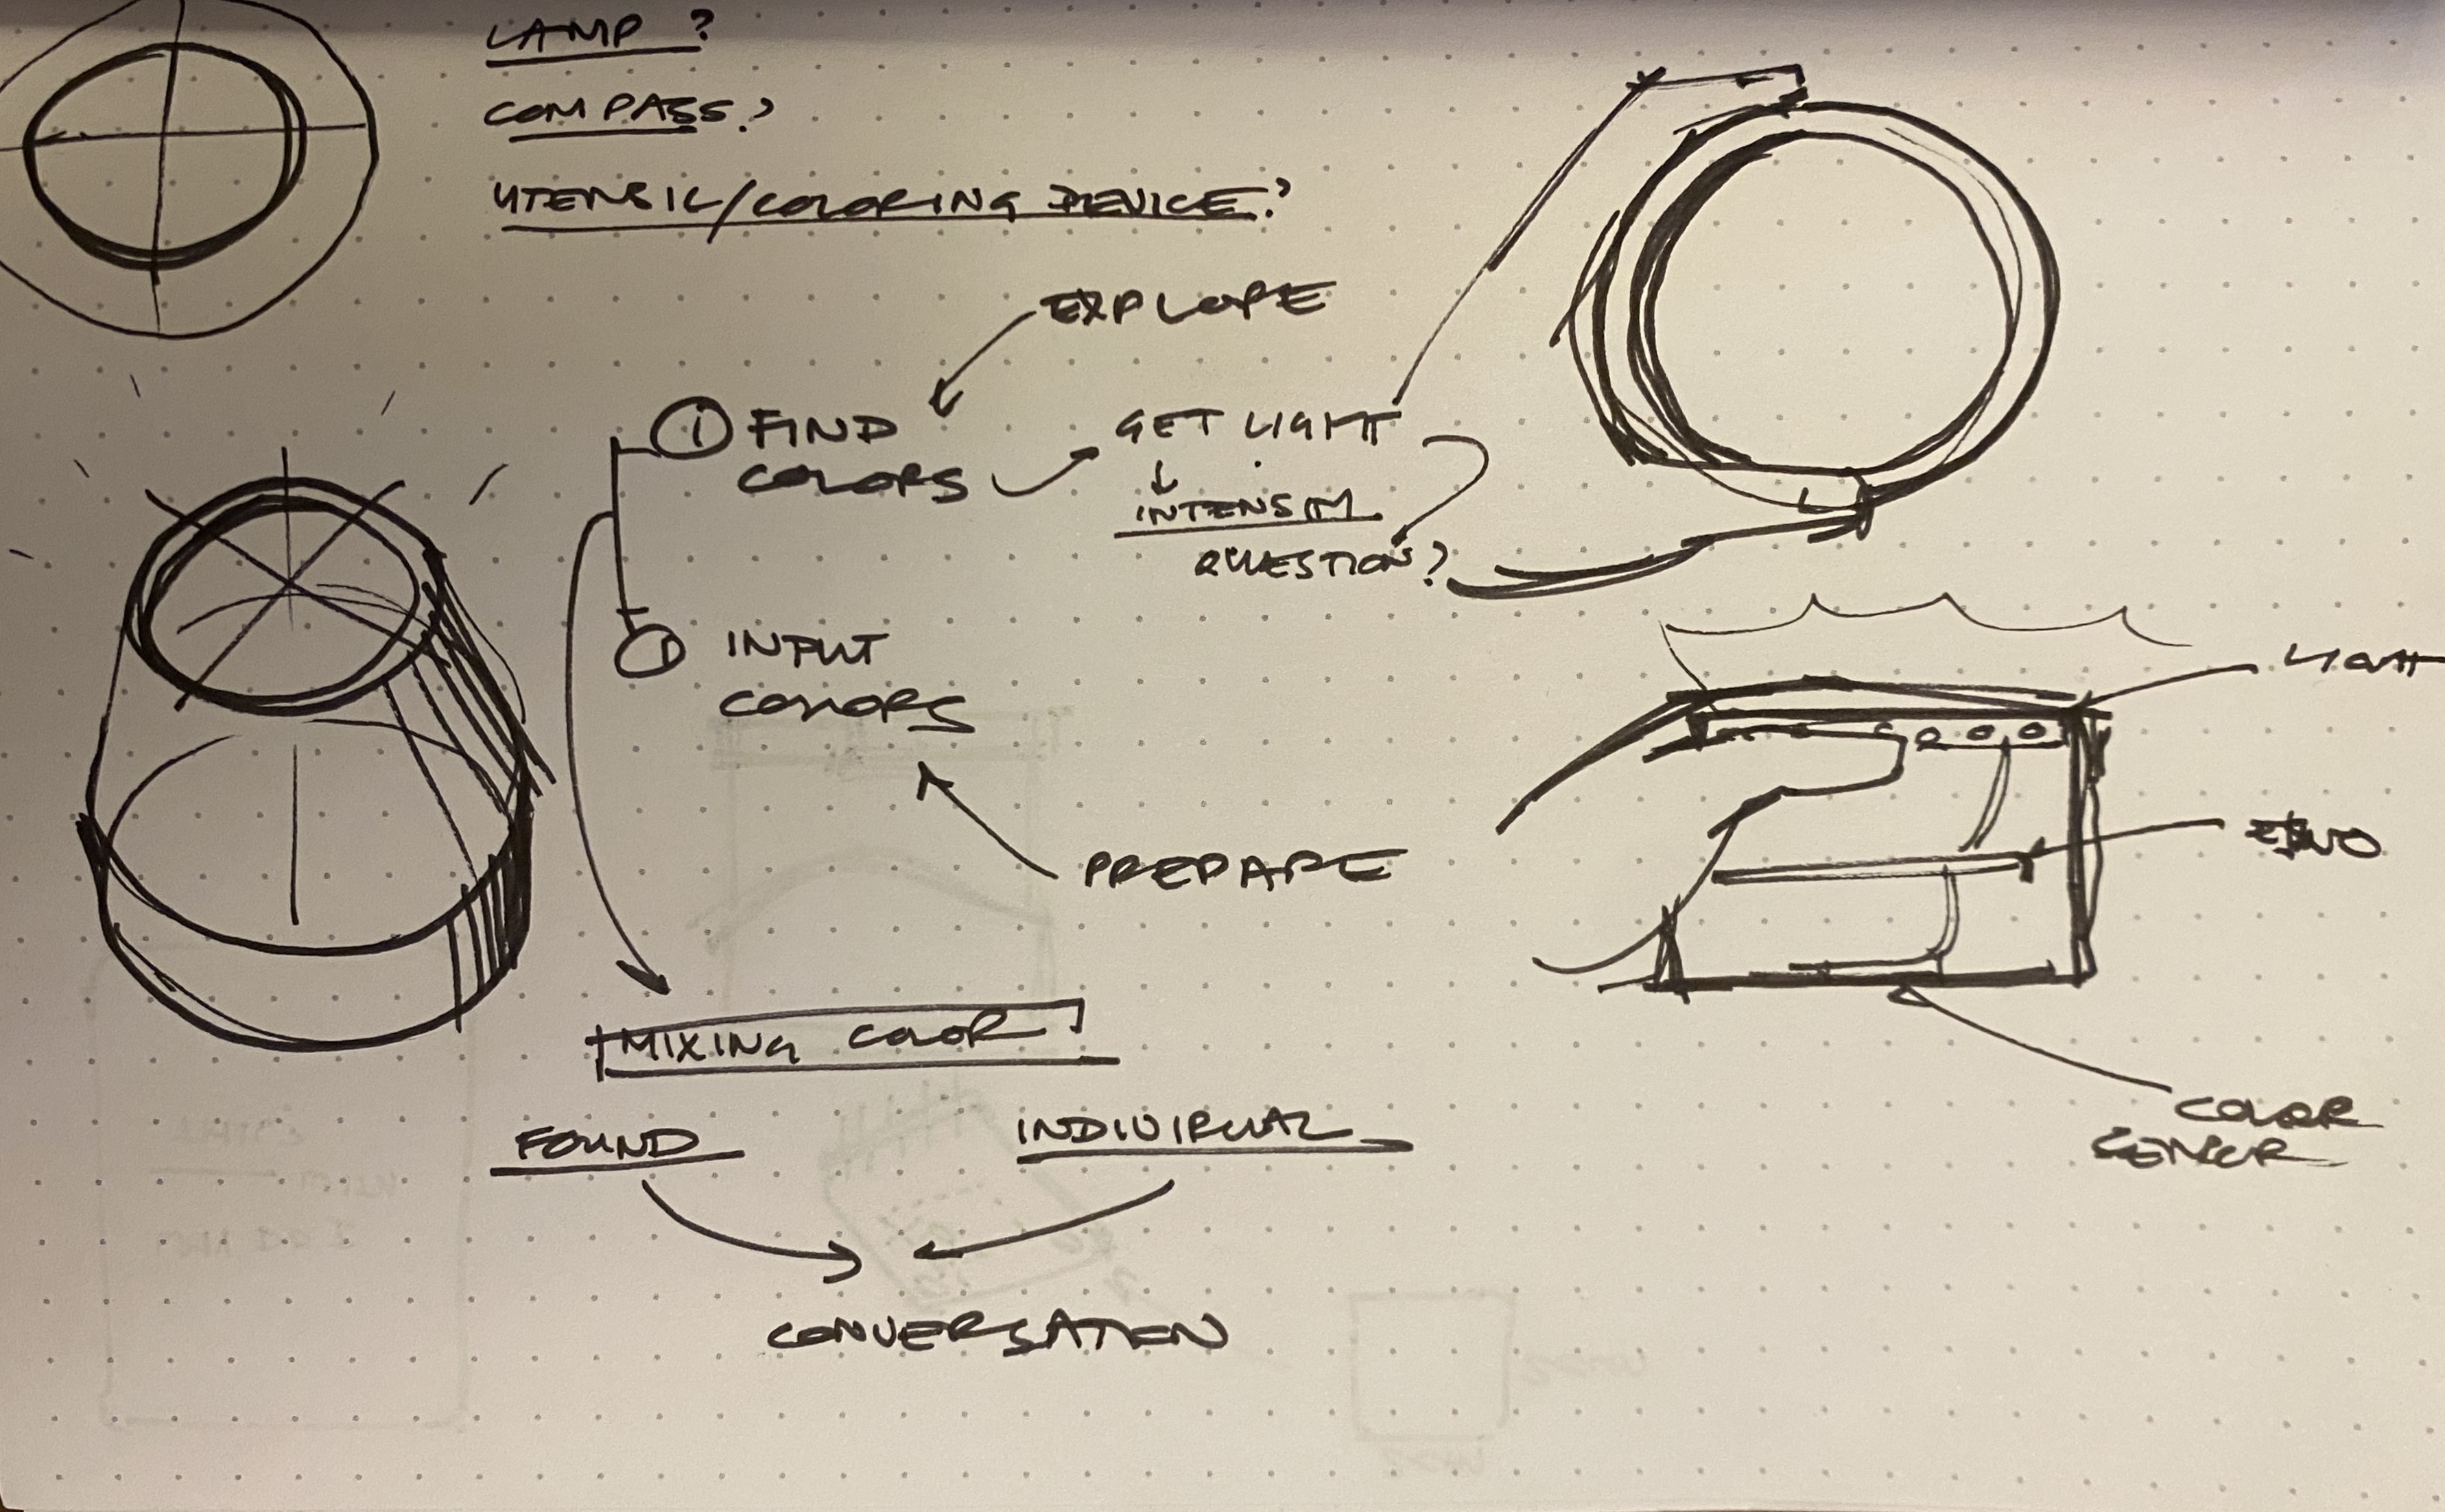 LAMP?
COMPASS?
UTENSIL/COLORING DEVICE?
EXPLORE
1 FIND
COLORS
GET LIGHT
INTENSITY
QUESTION?
1 INPUT
COLORS
PREPARE
MIXING COLOR
FOUND
INDIVIDUAL
CONVERSATION
LIGHT
COLOR
SENSOR